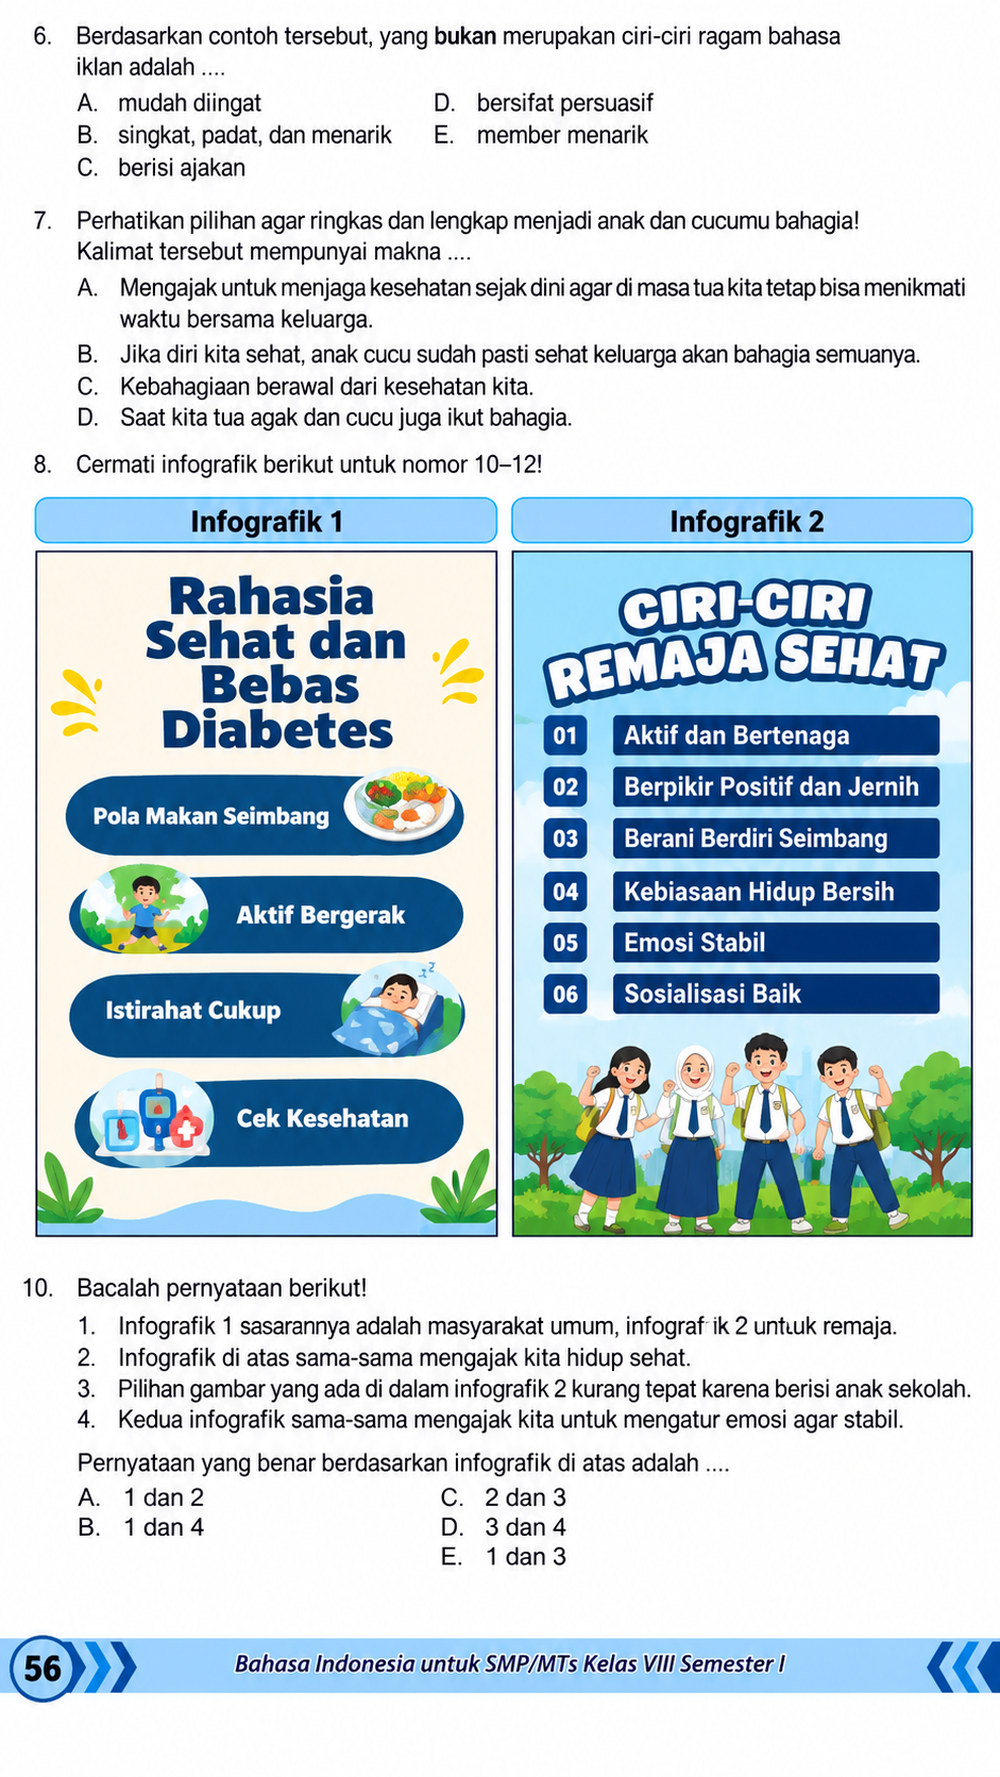 6. Berdasarkan contoh tersebut, yang bukan merupakan ciri-ciri ragam bahasa
iklan adalah ....
A. mudah diingat
B. singkat, padat, dan menarik
C. berisi ajakan
D. bersifat persuasif
E. member menarik
7. Perhatikan pilihan agar ringkas dan lengkap menjadi anak dan cucumu bahagia!
Kalimat tersebut mempunyai makna ....
A. Mengajak untuk menjaga kesehatan sejak dini agar di masa tua kita tetap bisa menikmati
waktu bersama keluarga.
B. Jika diri kita sehat, anak cucu sudah pasti sehat keluarga akan bahagia semuanya.
C. Kebahagiaan berawal dari kesehatan kita.
D. Saat kita tua agak dan cucu juga ikut bahagia.
8. Cermati infografik berikut untuk nomor 10–12!
Infografik 1
Rahasia
Sehat dan
Bebas
Diabetes
Pola Makan Seimbang
Aktif Bergerak
Istirahat Cukup
zz
Cek Kesehatan
Infografik 2
CIRI-CIRI
REMAJA SEHAT
01 Aktif dan Bertenaga
02 Berpikir Positif dan Jernih
03 Berani Berdiri Seimbang
04 Kebiasaan Hidup Bersih
05 Emosi Stabil
06 Sosialisasi Baik
10. Bacalah pernyataan berikut!
1. Infografik 1 sasarannya adalah masyarakat umum, infografik 2 untuk remaja.
2. Infografik di atas sama-sama mengajak kita hidup sehat.
3. Pilihan gambar yang ada di dalam infografik 2 kurang tepat karena berisi anak sekolah.
4. Kedua infografik sama-sama mengajak kita untuk mengatur emosi agar stabil.
Pernyataan yang benar berdasarkan infografik di atas adalah ....
A. 1 dan 2
B. 1 dan 4
C. 2 dan 3
D. 3 dan 4
E. 1 dan 3
56
Bahasa Indonesia untuk SMP/MTs Kelas VIII Semester I